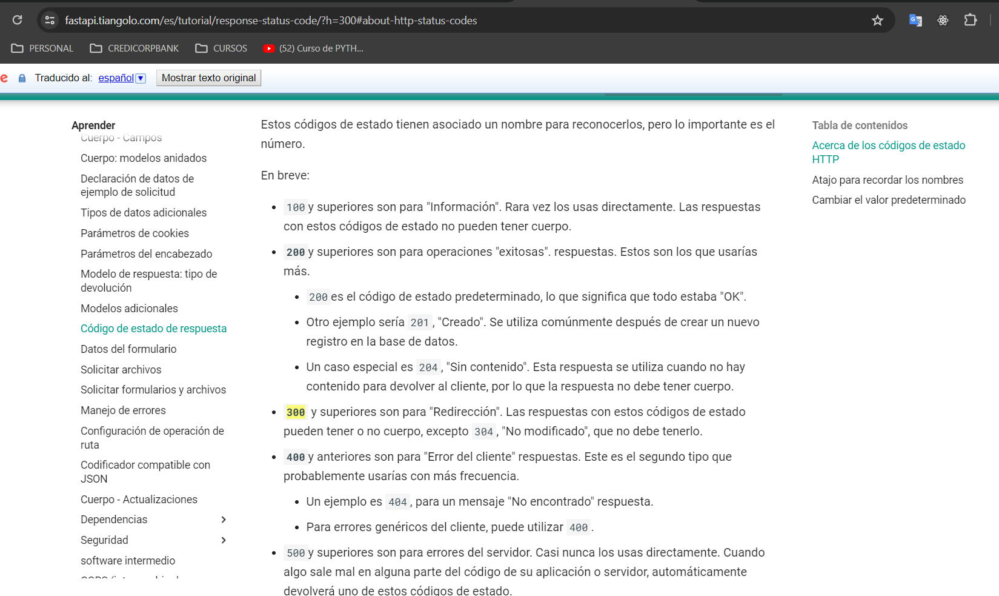 fastapi.tiangolo.com/es/tutorial/response-status-code/?h=300#about-http-status-codes
PERSONAL CREDICORPBANK CURSOS (52) Curso de PYTH...
e Traducido al: español Mostrar texto original
Aprender
Cuerpo - Campos
Cuerpo: modelos anidados
Declaración de datos de
ejemplo de solicitud
Tipos de datos adicionales
Parámetros de cookies
Parámetros del encabezado
Modelo de respuesta: tipo de
devolución
Modelos adicionales
Código de estado de respuesta
Datos del formulario
Solicitar archivos
Solicitar formularios y archivos
Manejo de errores
Configuración de operación de
ruta
Codificador compatible con
JSON
Cuerpo - Actualizaciones
Dependencias
Seguridad
software intermedio
Estos códigos de estado tienen asociado un nombre para reconocerlos, pero lo importante es el
número.
En breve:
100 y superiores son para "Información". Rara vez los usas directamente. Las respuestas
con estos códigos de estado no pueden tener cuerpo.
200 y superiores son para operaciones "exitosas". respuestas. Estos son los que usarías
más.
200 es el código de estado predeterminado, lo que significa que todo estaba "OK".
Otro ejemplo sería 201 , "Creado". Se utiliza comúnmente después de crear un nuevo
registro en la base de datos.
Un caso especial es 204 , "Sin contenido". Esta respuesta se utiliza cuando no hay
contenido para devolver al cliente, por lo que la respuesta no debe tener cuerpo.
300 y superiores son para "Redirección". Las respuestas con estos códigos de estado
pueden tener o no cuerpo, excepto 304 , "No modificado", que no debe tenerlo.
400 y anteriores son para "Error del cliente" respuestas. Este es el segundo tipo que
probablemente usarías con más frecuencia.
Un ejemplo es 404 , para un mensaje "No encontrado" respuesta.
Para errores genéricos del cliente, puede utilizar 400 .
500 y superiores son para errores del servidor. Casi nunca los usas directamente. Cuando
algo sale mal en alguna parte del código de su aplicación o servidor, automáticamente
devolverá uno de estos códigos de estado.
Tabla de contenidos
Acerca de los códigos de estado
HTTP
Atajo para recordar los nombres
Cambiar el valor predeterminado